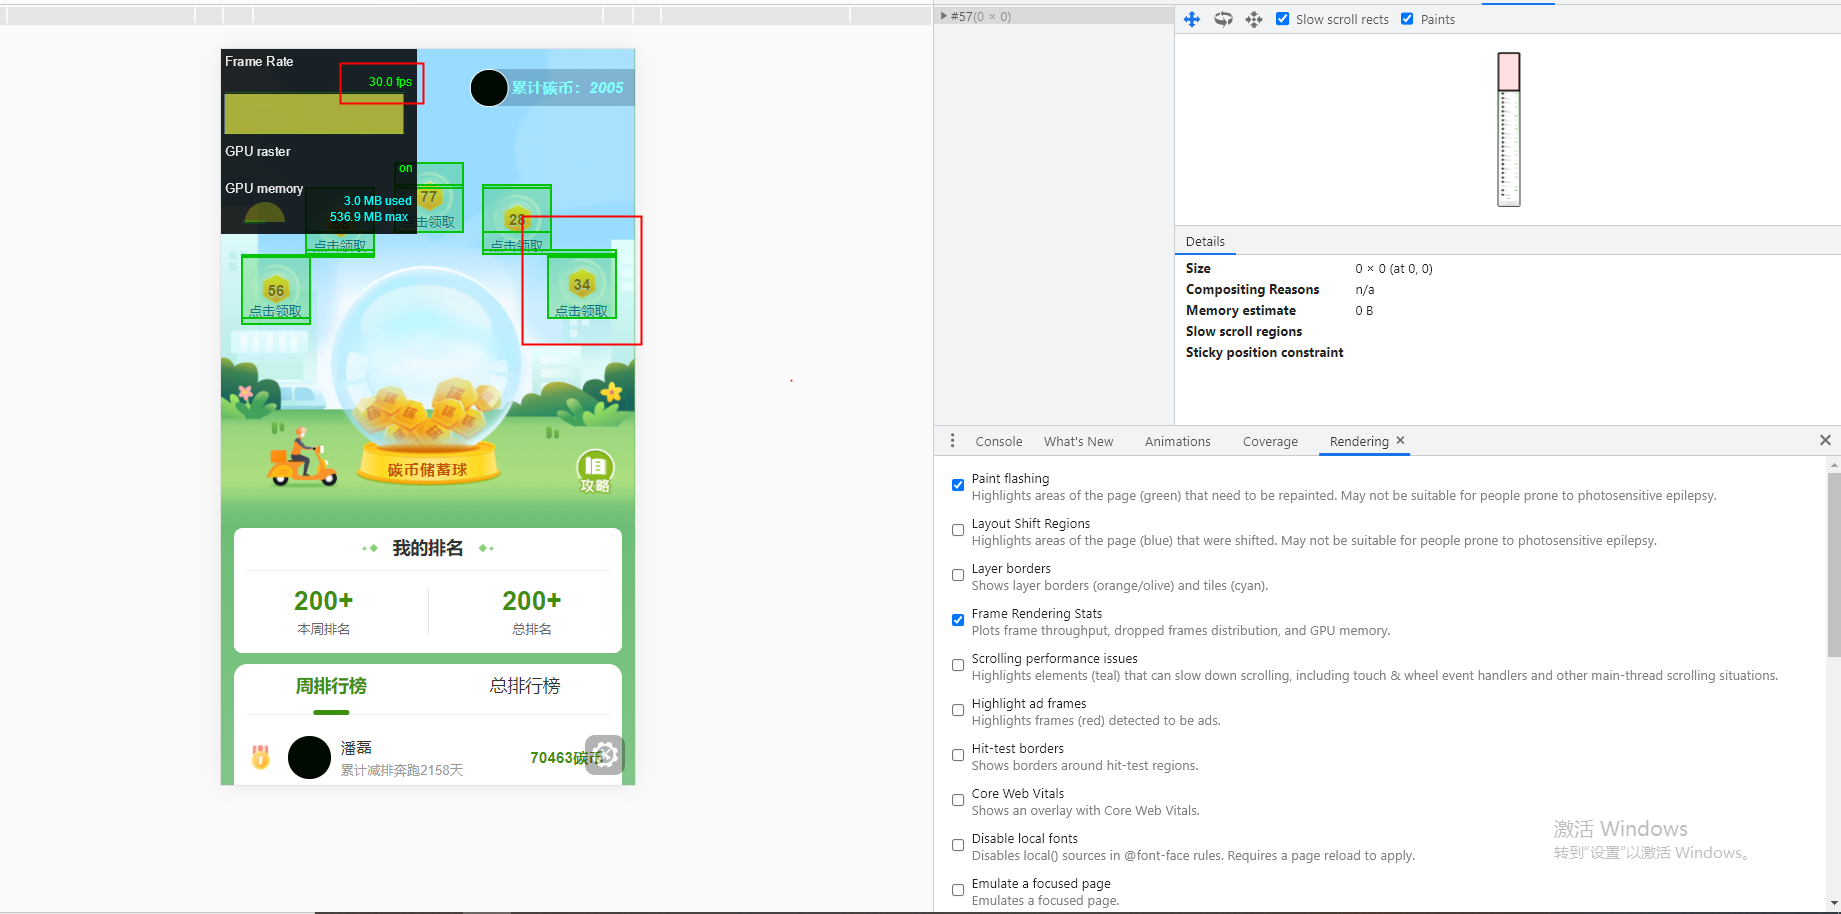 Frame Rate
30.0 fps
GPU raster
on
GPU memory
3.0 MB used
536.9 MB max
累计碳币：2005
77
点击领取
28
点击领取
点击领取
56
点击领取
34
点击领取
碳币储蓄球
攻略
我的排名
200+
本周排名
200+
总排名
周排行榜
总排行榜
潘磊
累计减排奔跑2158天
70463碳币
#57(0 × 0)
Slow scroll rects
Paints
Details
Size
0 × 0 (at 0, 0)
Compositing Reasons
n/a
Memory estimate
0 B
Slow scroll regions
Sticky position constraint
Console
What's New
Animations
Coverage
Rendering
Paint flashing
Highlights areas of the page (green) that need to be repainted. May not be suitable for people prone to photosensitive epilepsy.
Layout Shift Regions
Highlights areas of the page (blue) that were shifted. May not be suitable for people prone to photosensitive epilepsy.
Layer borders
Shows layer borders (orange/olive) and tiles (cyan).
Frame Rendering Stats
Plots frame throughput, dropped frames distribution, and GPU memory.
Scrolling performance issues
Highlights elements (teal) that can slow down scrolling, including touch & wheel event handlers and other main-thread scrolling situations.
Highlight ad frames
Highlights frames (red) detected to be ads.
Hit-test borders
Shows borders around hit-test regions.
Core Web Vitals
Shows an overlay with Core Web Vitals.
Disable local fonts
Disables local() sources in @font-face rules. Requires a page reload to apply.
Emulate a focused page
Emulates a focused page.
激活 Windows
转到"设置"以激活 Windows。